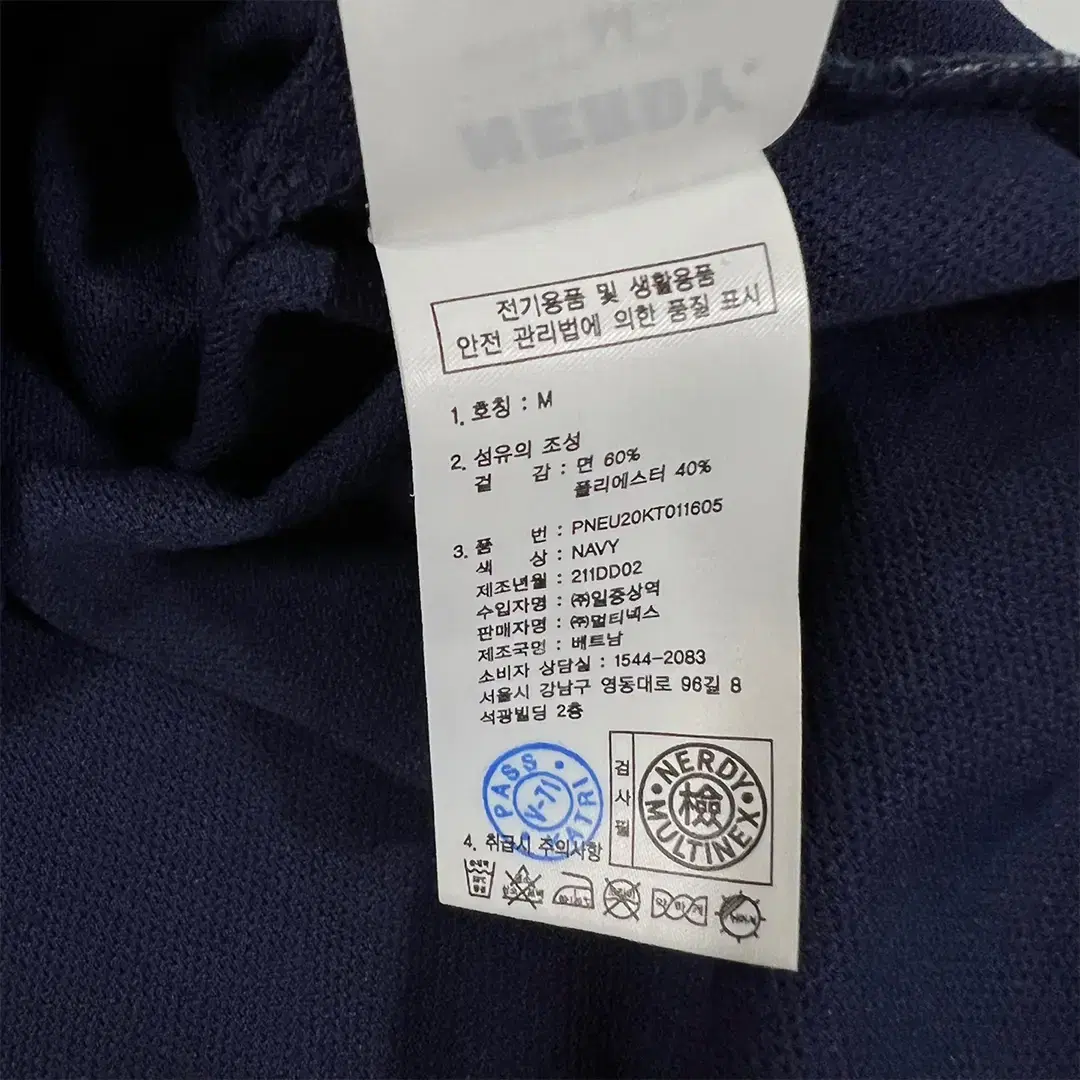 NERDY
전기용품 및 생활용품
안전 관리법에 의한 품질 표시
1. 호칭 : M
2. 섬유의 조성
겉 감 : 면 60%
폴리에스터 40%
3. 품 번 : PNEU20KT011605
색 상 : NAVY
제조년월 : 211DD02
수입자명 : ㈜일중상역
판매자명 : ㈜멀티넥스
제조국명 : 베트남
소비자 상담실 : 1544-2083
서울시 강남구 영동대로 96길 8
석광빌딩 2층
PASS
V-71
KATRI
검사필
NERDY
檢
MULTINEX
4. 취급시 주의사항